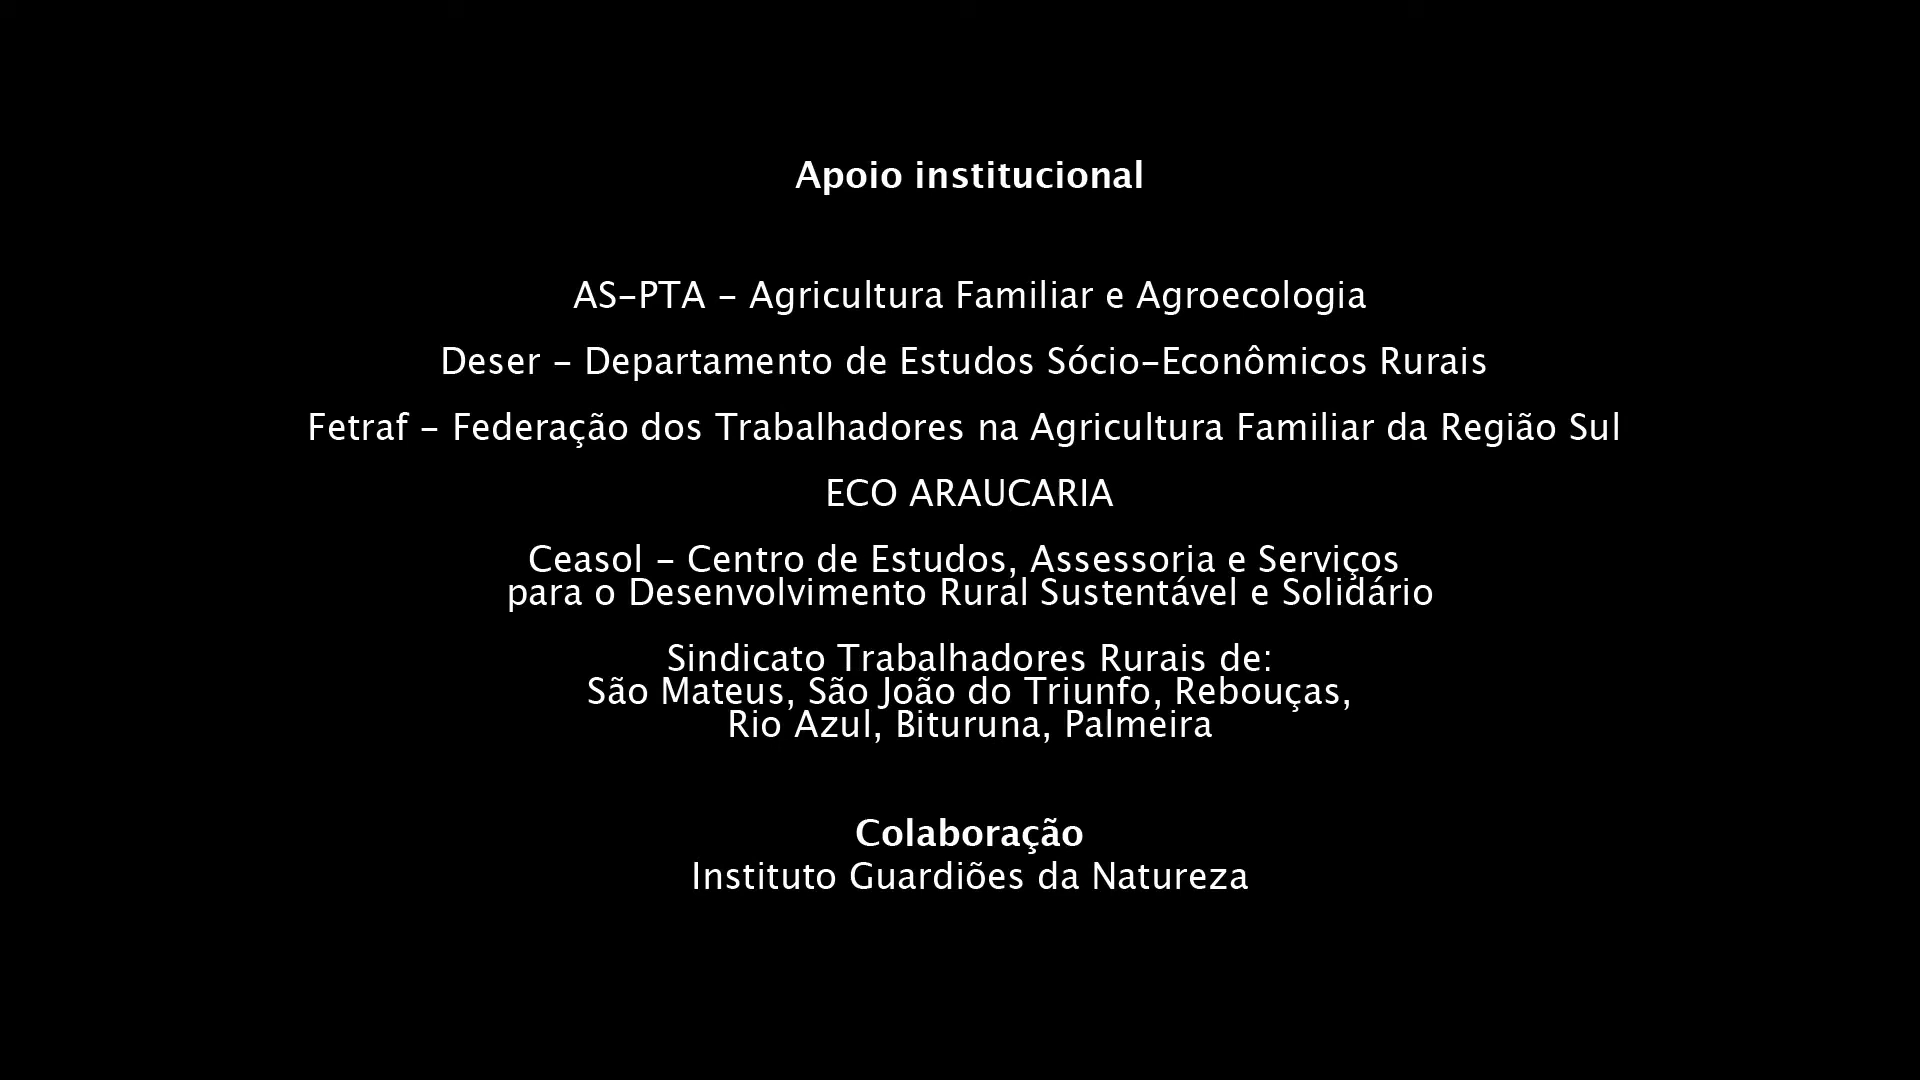 Apoio institucional
AS-PTA - Agricultura Familiar e Agroecologia
Deser - Departamento de Estudos Sócio-Econômicos Rurais
Fetraf - Federação dos Trabalhadores na Agricultura Familiar da Região Sul
ECO ARAUCARIA
Ceasol - Centro de Estudos, Assessoria e Serviços
para o Desenvolvimento Rural Sustentável e Solidário
Sindicato Trabalhadores Rurais de:
São Mateus, São João do Triunfo, Rebouças,
Rio Azul, Bituruna, Palmeira
Colaboração
Instituto Guardiões da Natureza